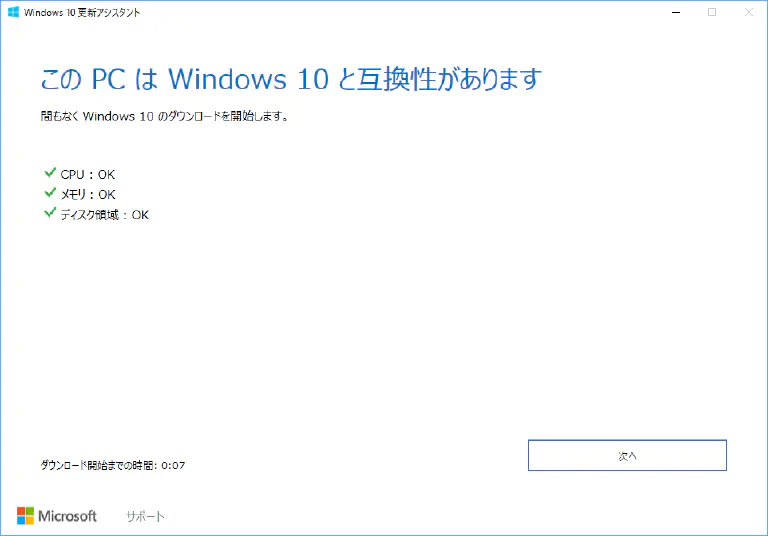 Windows 10 更新アシスタント
この PC は Windows 10 と互換性があります
間もなく Windows 10 のダウンロードを開始します。
CPU : OK
メモリ : OK
ディスク領域 : OK
ダウンロード開始までの時間: 0:07
次へ
Microsoft サポート